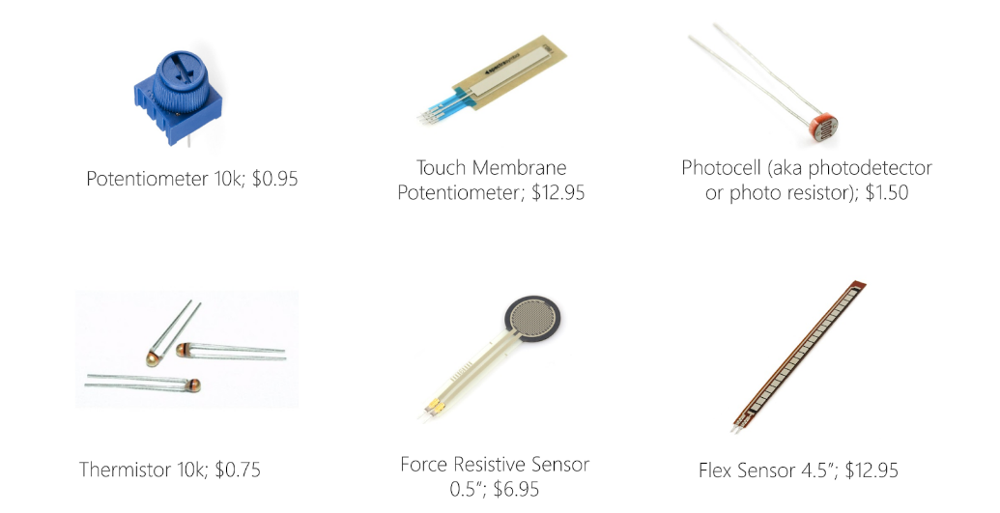 Potentiometer 10k; $0.95
Touch Membrane
Potentiometer; $12.95
Photocell (aka photodetector
or photo resistor); $1.50
Thermistor 10k; $0.75
Force Resistive Sensor
0.5”; $6.95
Flex Sensor 4.5”; $12.95